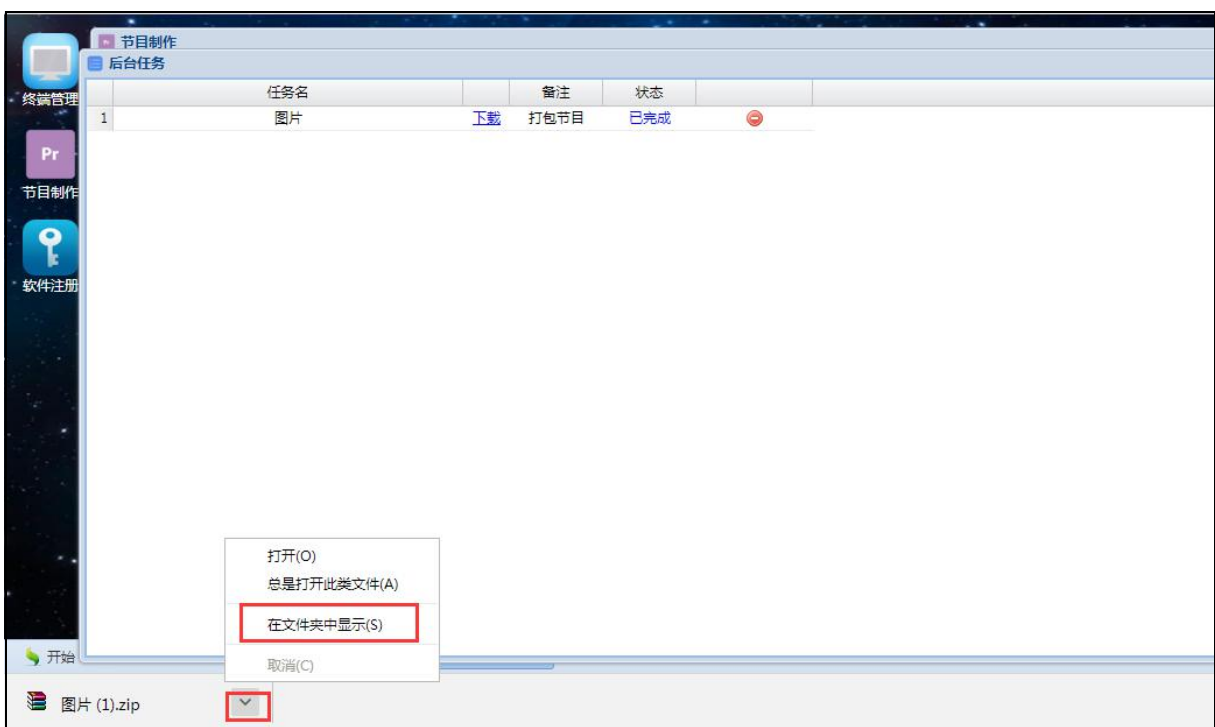 节目制作
后台任务
终端管理
任务名 备注 状态
1 图片 下载 打包节目 已完成
Pr
节目制作
软件注册
打开(O)
总是打开此类文件(A)
在文件夹中显示(S)
取消(C)
开始
图片 (1).zip